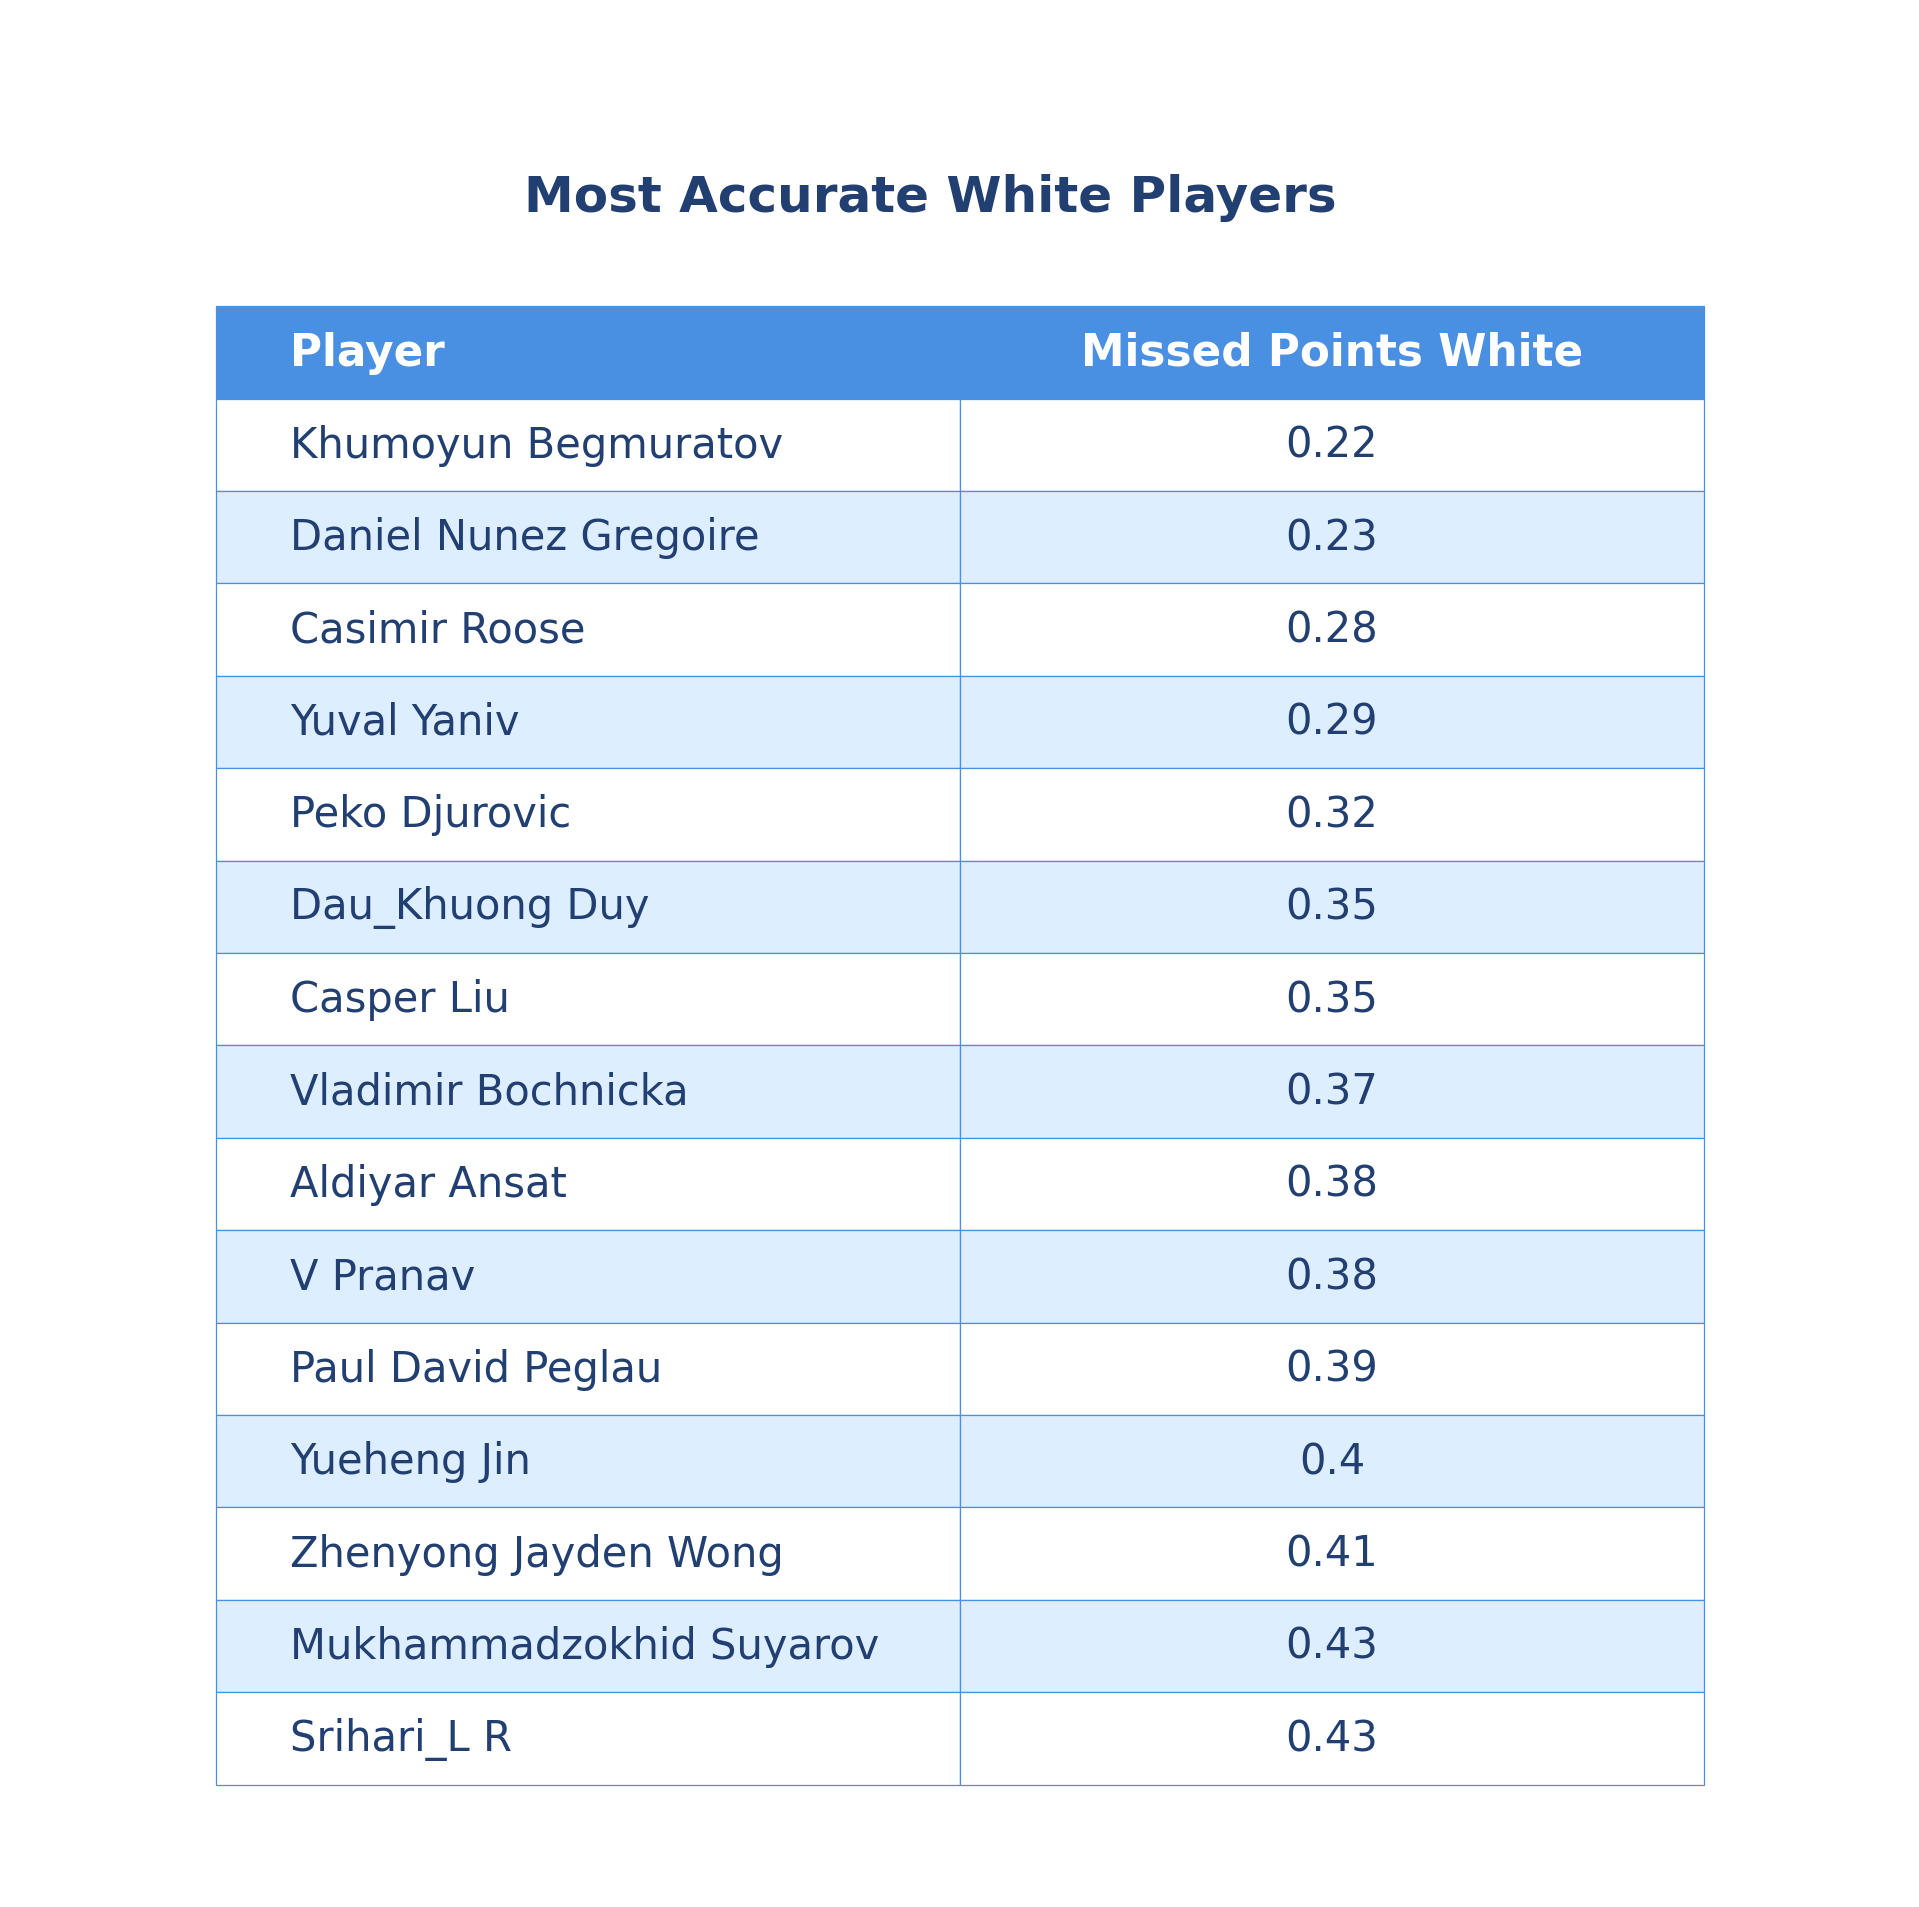 Most Accurate White Players
Player Missed Points White
Khumoyun Begmuratov 0.22
Daniel Nunez Gregoire 0.23
Casimir Roose 0.28
Yuval Yaniv 0.29
Peko Djurovic 0.32
Dau_Khuong Duy 0.35
Casper Liu 0.35
Vladimir Bochnicka 0.37
Aldiyar Ansat 0.38
V Pranav 0.38
Paul David Peglau 0.39
Yueheng Jin 0.4
Zhenyong Jayden Wong 0.41
Mukhammadzokhid Suyarov 0.43
Srihari_L R 0.43